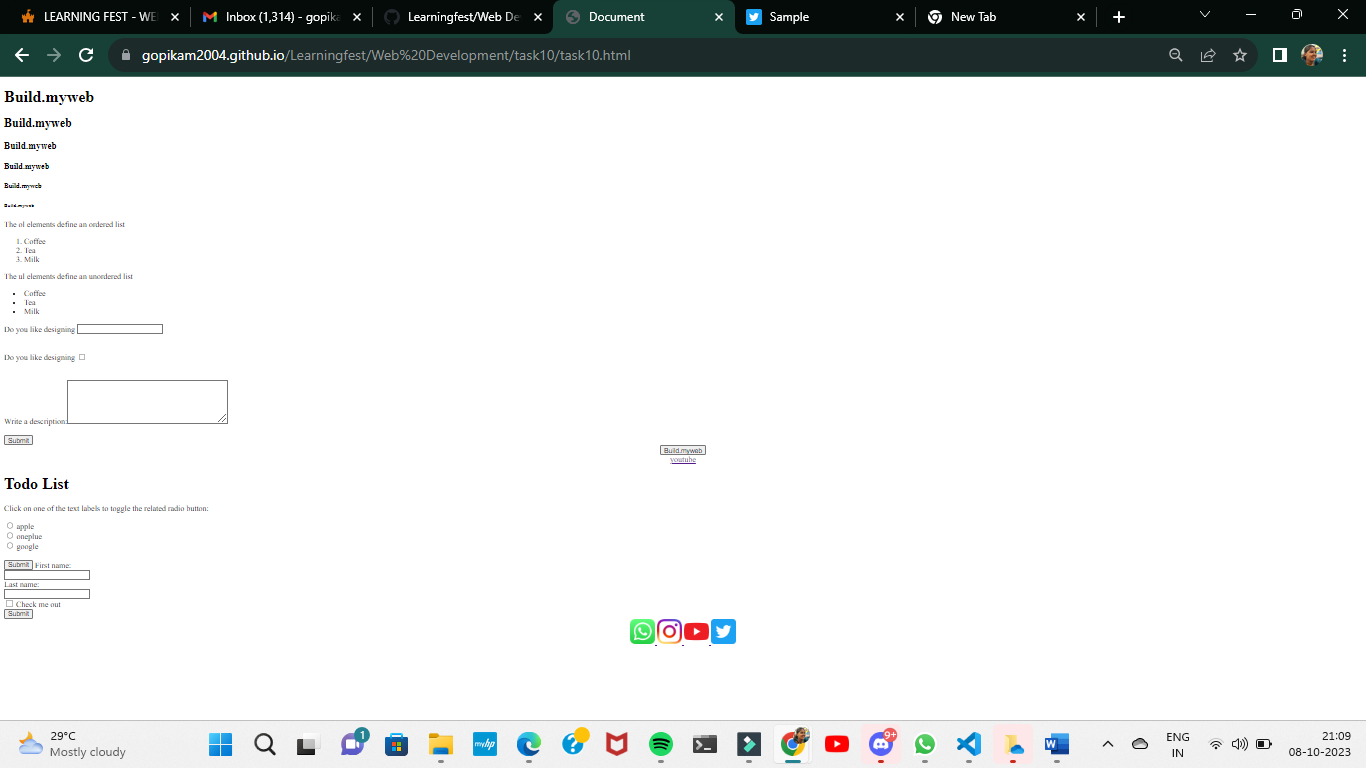 LEARNING FEST - WE
Inbox (1,314) - gopika
Learningfest/Web De
Document
Sample
New Tab
gopikam2004.github.io/Learningfest/Web%20Development/task10/task10.html
Build.myweb
Build.myweb
Build.myweb
Build.myweb
Build.myweb
Build.myweb
The ol elements define an ordered list
1. Coffee
2. Tea
3. Milk
The ul elements define an unordered list
• Coffee
• Tea
• Milk
Do you like designing
Do you like designing
Write a description:
Submit
Build.myweb
youtube
Todo List
Click on one of the text labels to toggle the related radio button:
apple
oneplue
google
Submit First name:
Last name:
Check me out
Submit
29°C
Mostly cloudy
1
myhp
?
9+
W
ENG
IN
21:09
08-10-2023